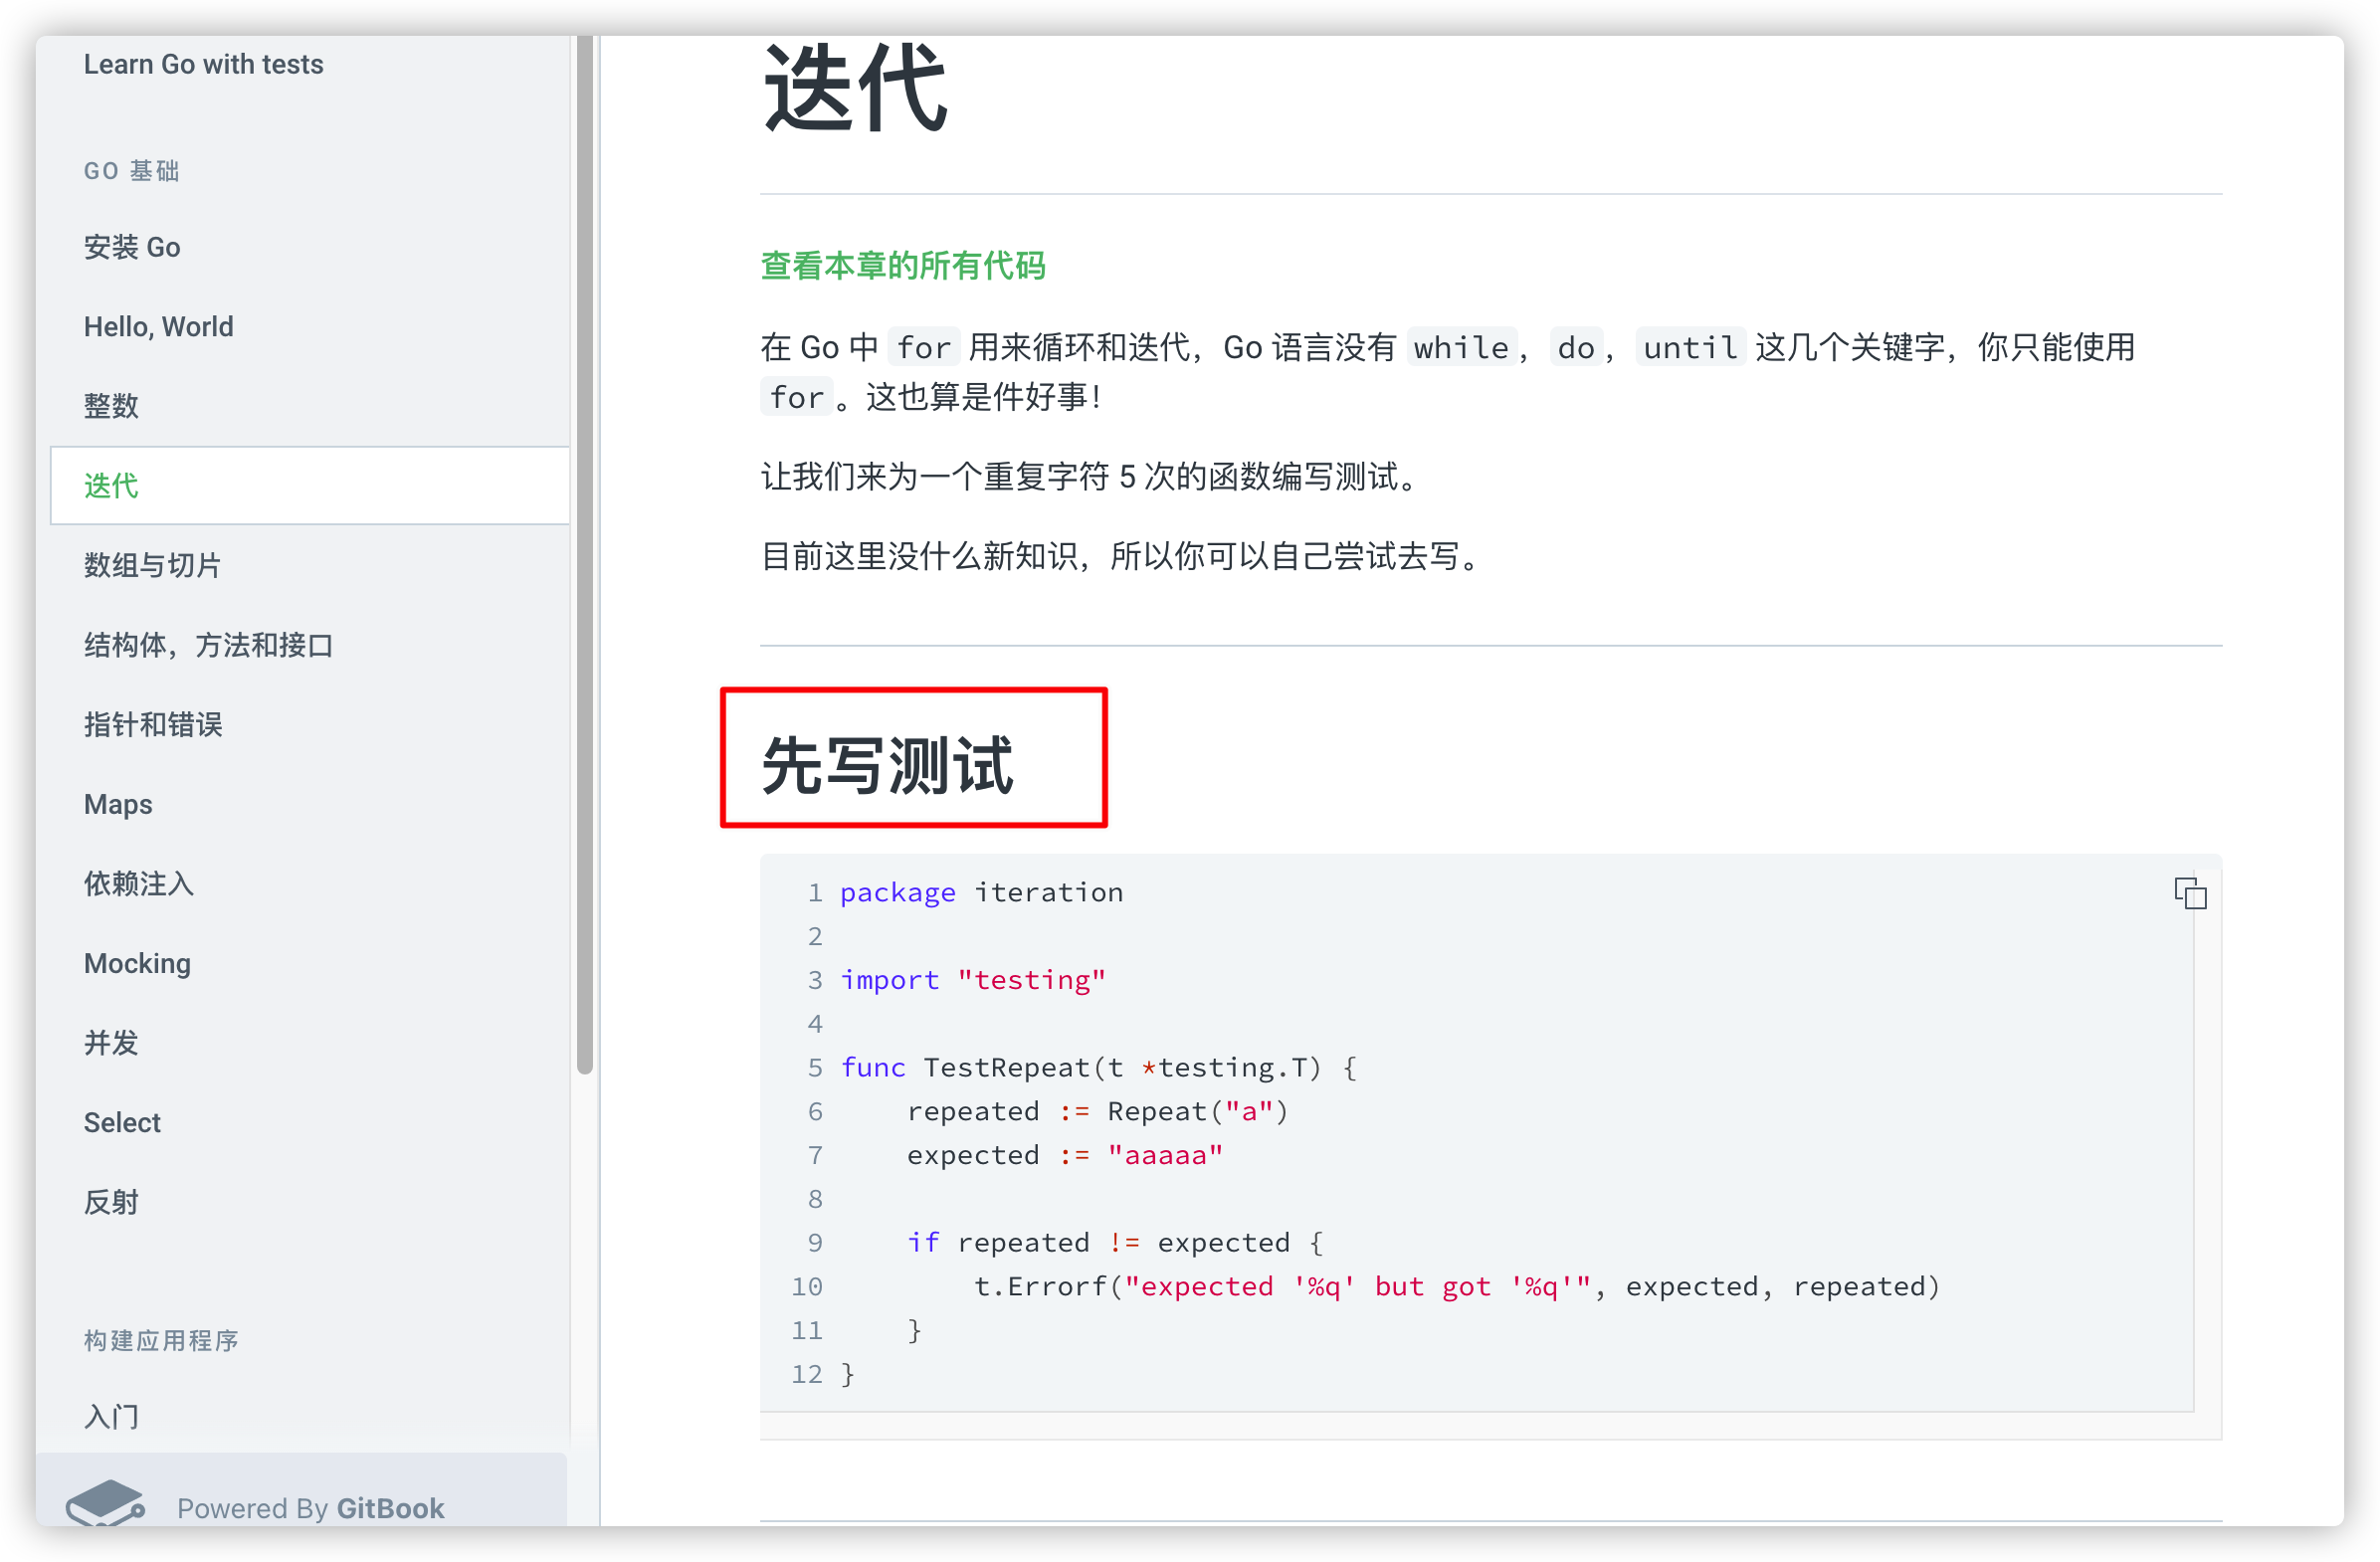 Learn Go with tests
GO 基础
安装 Go
Hello, World
整数
迭代
数组与切片
结构体，方法和接口
指针和错误
Maps
依赖注入
Mocking
并发
Select
反射
构建应用程序
入门
Powered By GitBook
迭代
查看本章的所有代码
在 Go 中 for 用来循环和迭代，Go 语言没有 while，do，until 这几个关键字，你只能使用
for。这也算是件好事！
让我们来为一个重复字符 5 次的函数编写测试。
目前这里没什么新知识，所以你可以自己尝试去写。
先写测试
1 package iteration
2
3 import "testing"
4
5 func TestRepeat(t *testing.T) {
6     repeated := Repeat("a")
7     expected := "aaaaa"
8
9     if repeated != expected {
10         t.Errorf("expected '%q' but got '%q'", expected, repeated)
11     }
12 }